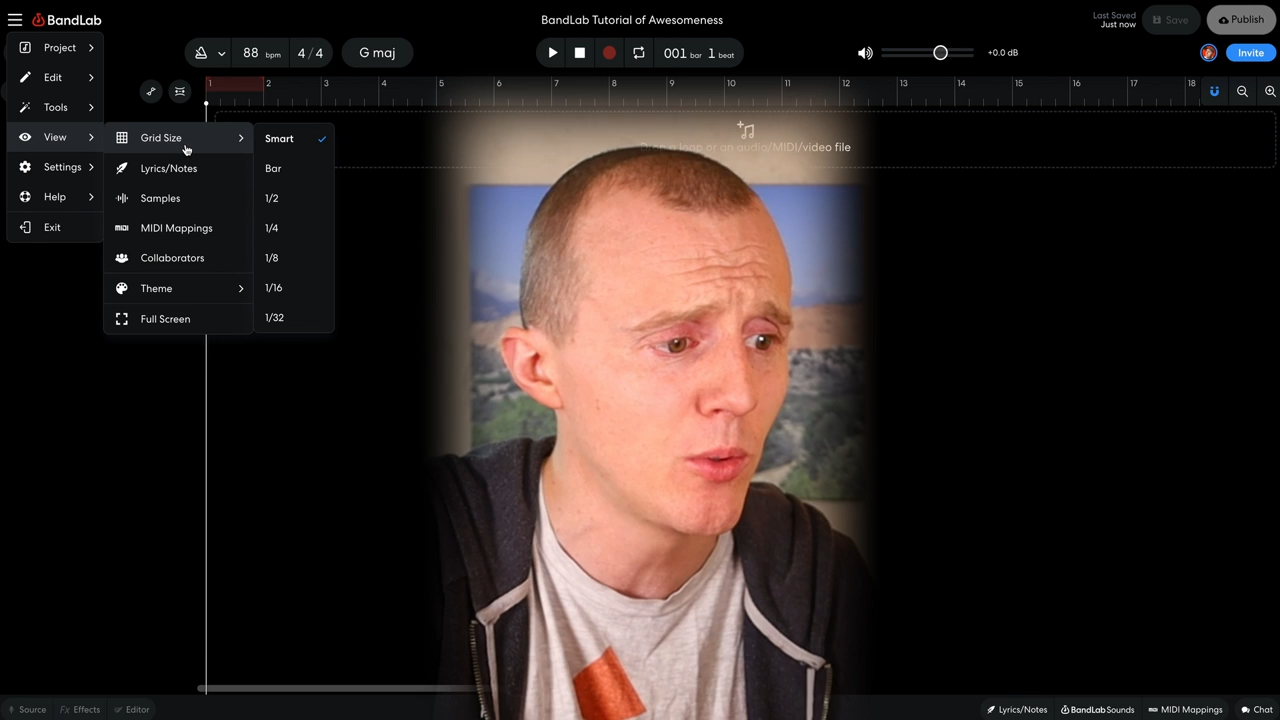 BandLab
BandLab Tutorial of Awesomeness
Last Saved
Just now
Save
Publish
88 bpm
4 / 4
G maj
001 bar 1 beat
+0.0 dB
Invite
Project
Edit
Tools
View
Settings
Help
Exit
1 2 3 4 5 6 7 8 9 10 11 12 13 14 15 16 17 18
Grid Size
Lyrics/Notes
Samples
MIDI Mappings
Collaborators
Theme
Full Screen
Smart
Bar
1/2
1/4
1/8
1/16
1/32
Drop a loop or an audio/MIDI/video file
Source
Effects
Editor
Lyrics/Notes
BandLab Sounds
MIDI Mappings
Chat